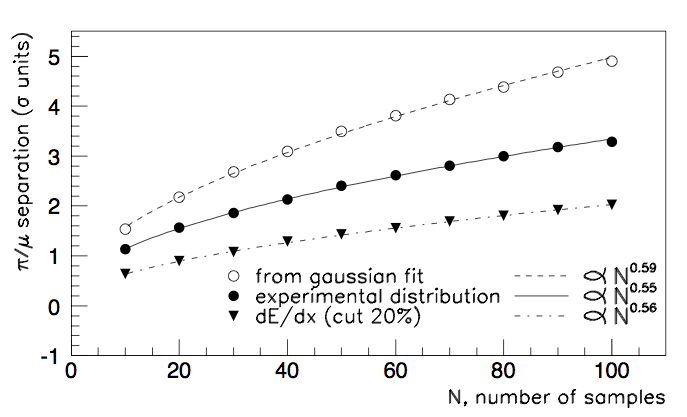 π/μ separation (σ units)
5
4
3
2
1
0
-1
from gaussian fit ∝ N^0.59
experimental distribution ∝ N^0.55
dE/dx (cut 20%) ∝ N^0.56
0 20 40 60 80 100
N, number of samples